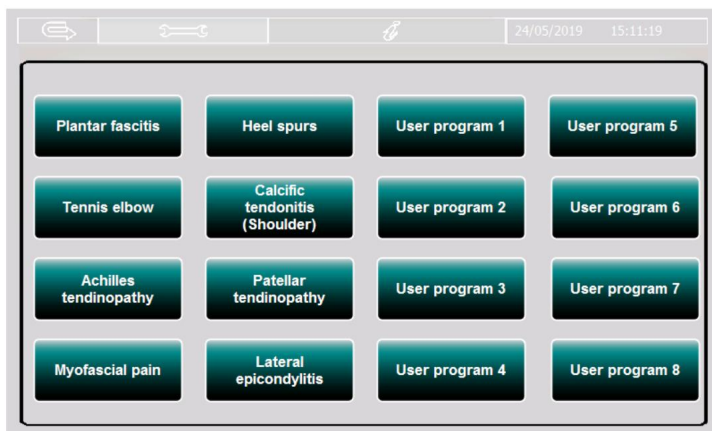 24/05/2019 15:11:19
Plantar fascitis
Heel spurs
User program 1
User program 5
Tennis elbow
Calcific
tendonitis
(Shoulder)
User program 2
User program 6
Achilles
tendinopathy
Patellar
tendinopathy
User program 3
User program 7
Myofascial pain
Lateral
epicondylitis
User program 4
User program 8